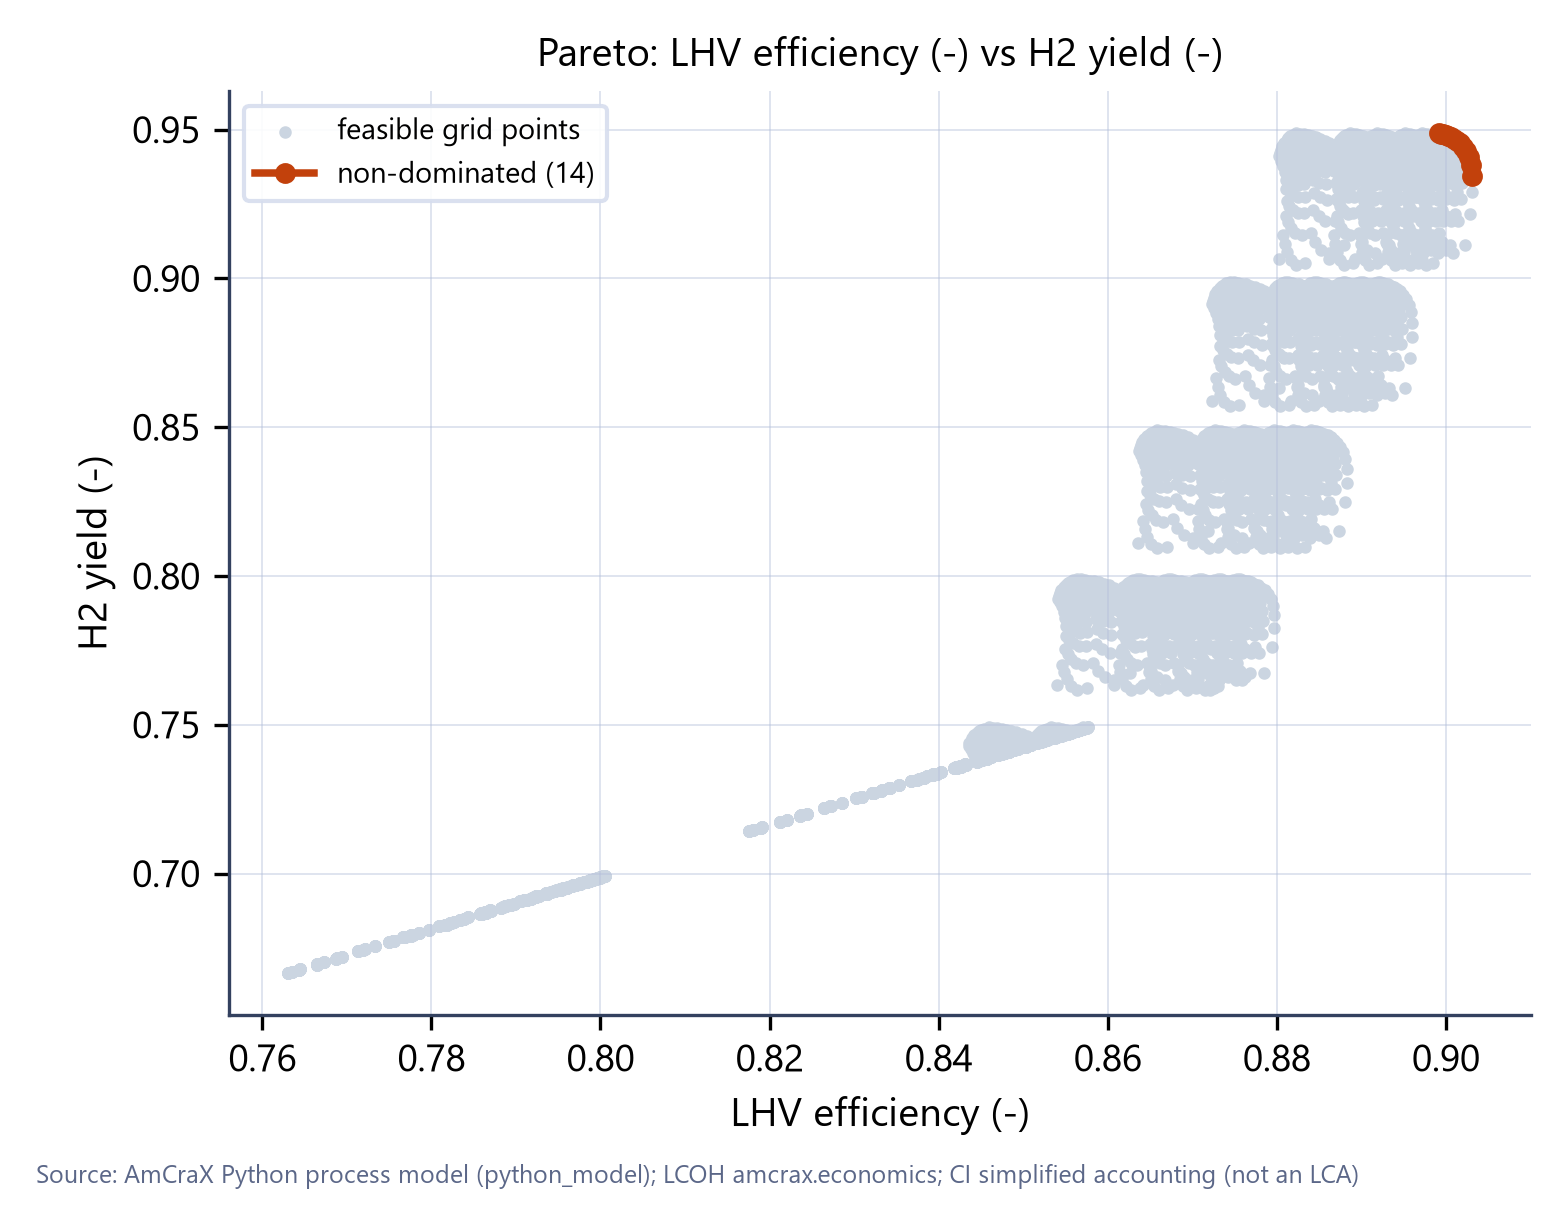 Pareto: LHV efficiency (-) vs H2 yield (-)
feasible grid points
non-dominated (14)
0.95
0.90
0.85
0.80
0.75
0.70
H2 yield (-)
0.76 0.78 0.80 0.82 0.84 0.86 0.88 0.90
LHV efficiency (-)
Source: AmCraX Python process model (python_model); LCOH amcrax.economics; CI simplified accounting (not an LCA)